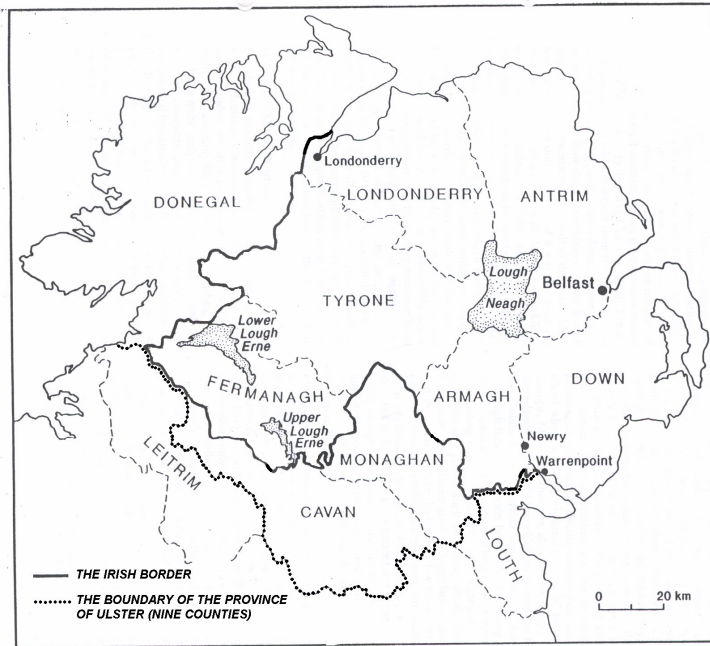 Londonderry
DONEGAL
LONDONDERRY
ANTRIM
Lough
Neagh
Belfast
TYRONE
Lower
Lough
Erne
FERMANAGH
ARMAGH
DOWN
Upper
Lough
Erne
Newry
Warrenpoint
LEITRIM
MONAGHAN
CAVAN
LOUTH
THE IRISH BORDER
THE BOUNDARY OF THE PROVINCE
OF ULSTER (NINE COUNTIES)
0 20 km